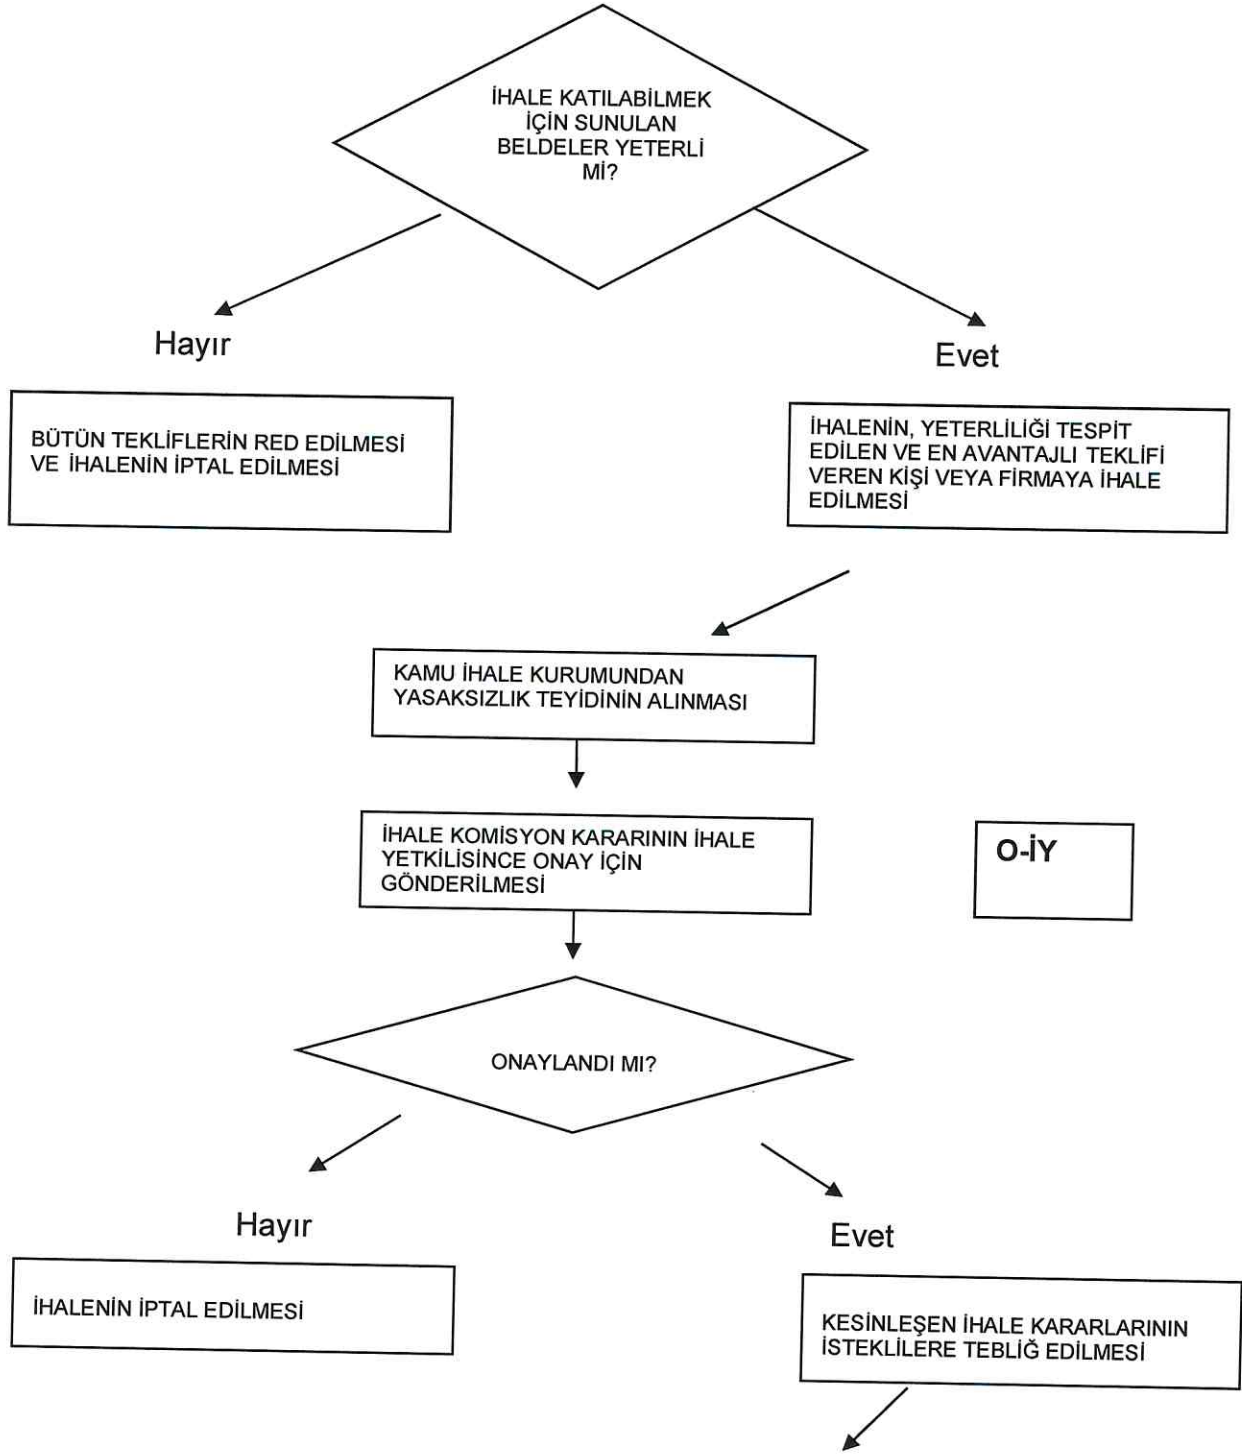 İHALE KATILABİLMEK
İÇİN SUNULAN
BELDELER YETERLİ
Mİ?
Hayır
Evet
BÜTÜN TEKLİFLERİN RED EDİLMESİ
VE İHALENİN İPTAL EDİLMESİ
İHALENİN, YETERLİLİĞİ TESPİT
EDİLEN VE EN AVANTAJLI TEKLİFİ
VEREN KİŞİ VEYA FİRMAYA İHALE
EDİLMESİ
KAMU İHALE KURUMUNDAN
YASAKSIZLIK TEYİDİNİN ALINMASI
İHALE KOMİSYON KARARININ İHALE
YETKİLİSİNCE ONAY İÇİN
GÖNDERİLMESİ
O-İY
ONAYLANDI MI?
Hayır
Evet
İHALENİN İPTAL EDİLMESİ
KESİNLEŞEN İHALE KARARLARININ
İSTEKLİLERE TEBLİĞ EDİLMESİ